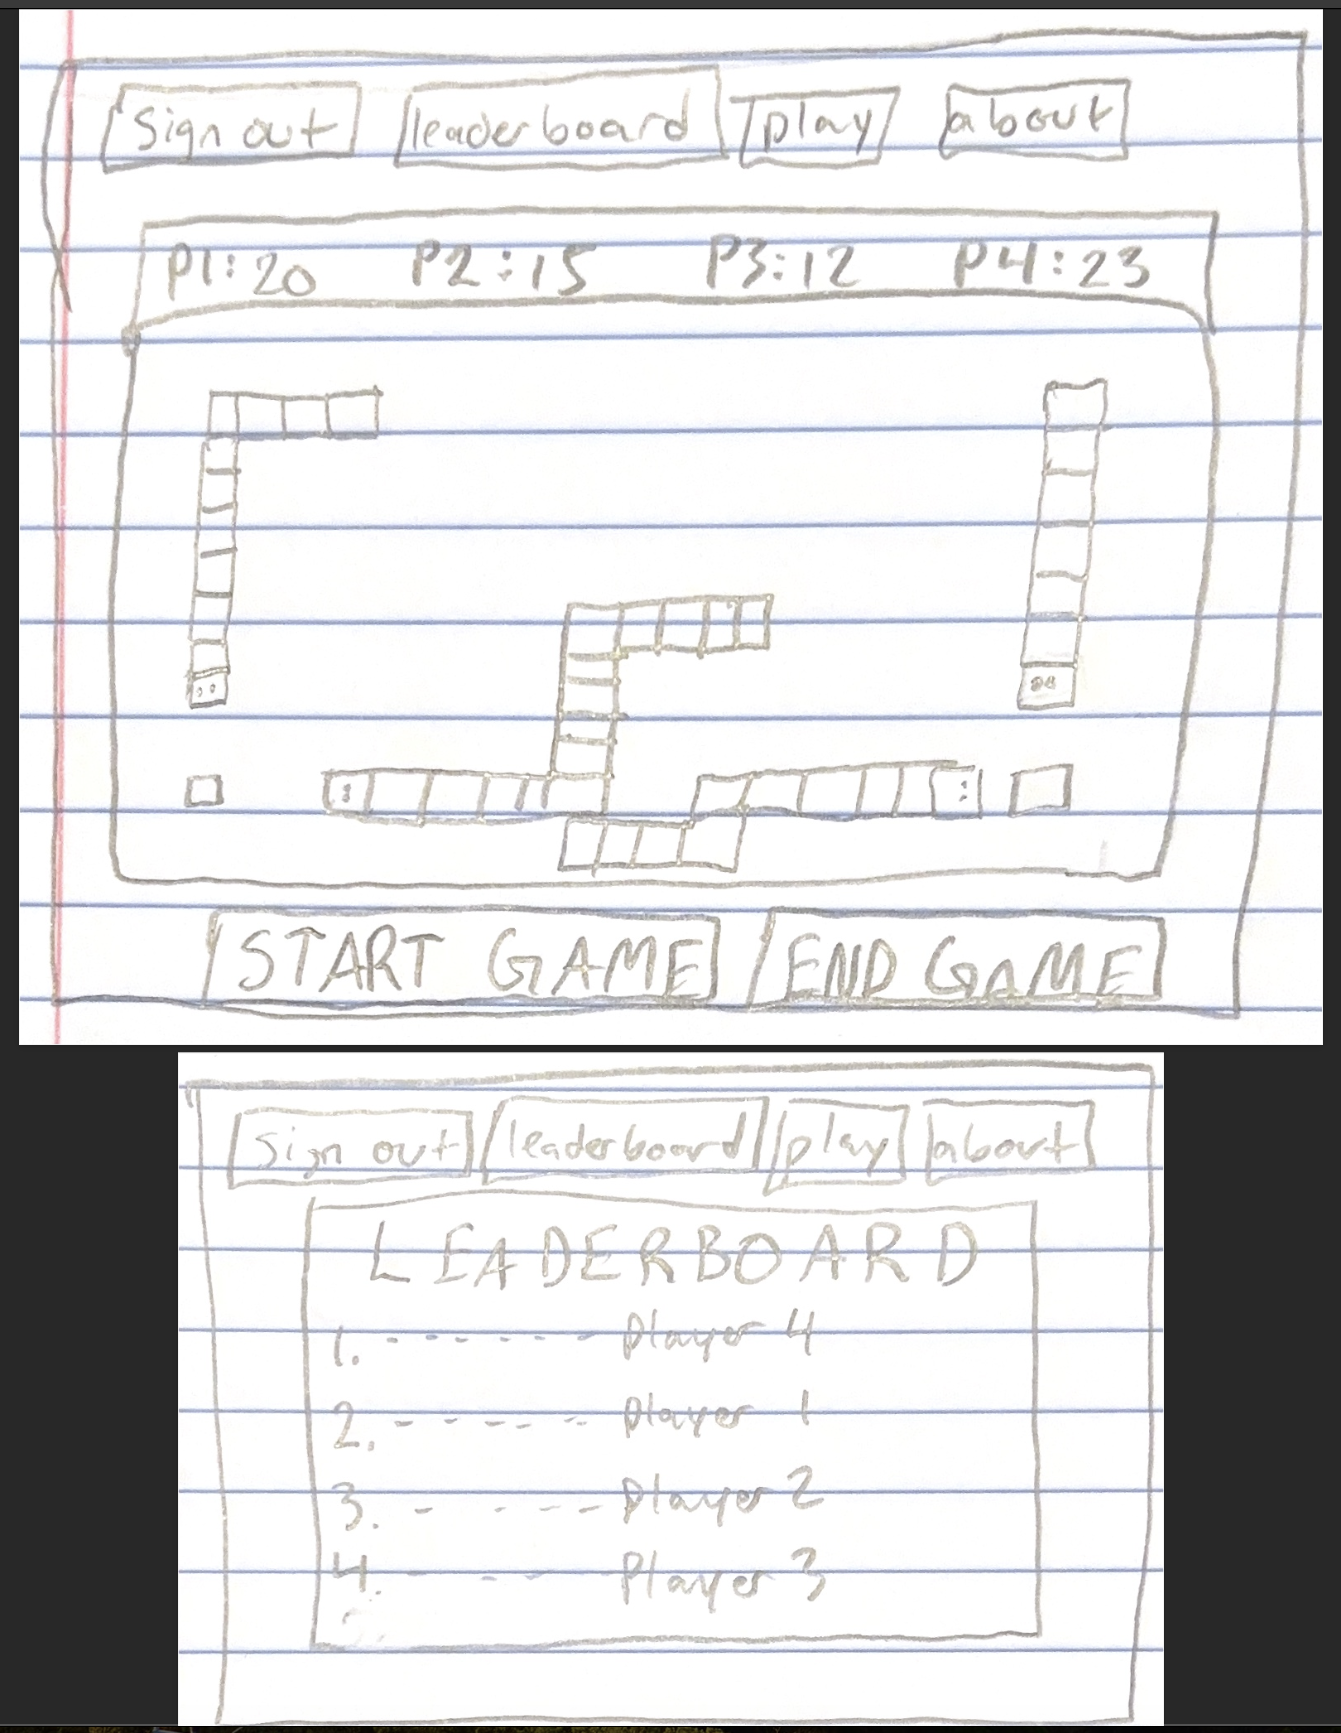 Sign out leaderboard play about
P1:20 P2:15 P3:12 P4:23
START GAME END GAME
Sign out leaderboard play about
LEADERBOARD
1. - - - - - - Player 4
2. - - - - - Player 1
3. - - - - Player 2
4. - - - Player 3